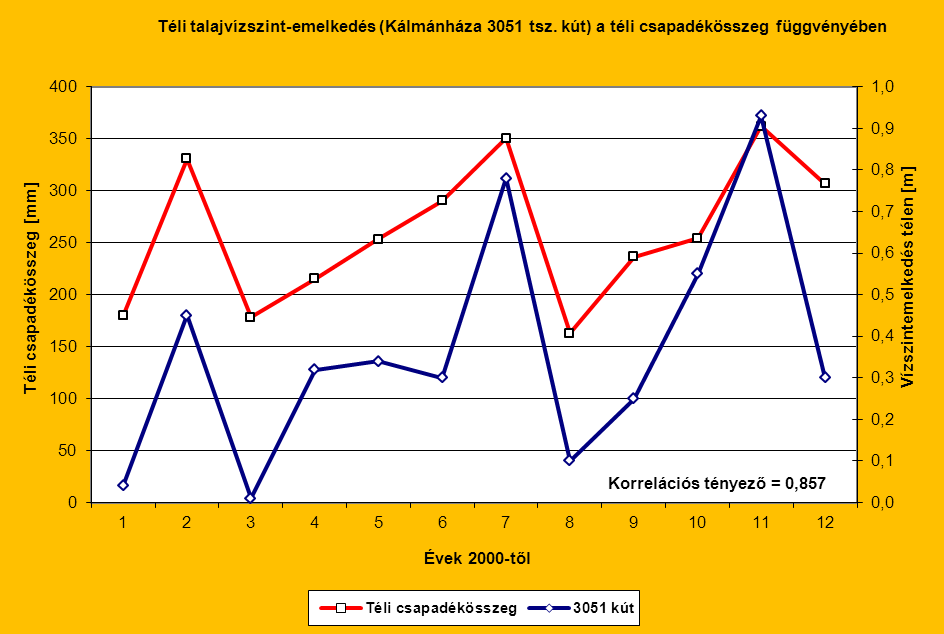 Téli talajvízszint-emelkedés (Kálmánháza 3051 tsz. kút) a téli csapadékösszeg függvényében
Téli csapadékösszeg [mm]
400
350
300
250
200
150
100
50
0
1,0
0,9
0,8
0,7
0,6
0,5
0,4
0,3
0,2
0,1
0,0
Vízszintemelkedés télen [m]
Korrelációs tényező = 0,857
1 2 3 4 5 6 7 8 9 10 11 12
Évek 2000-től
Téli csapadékösszeg 3051 kút